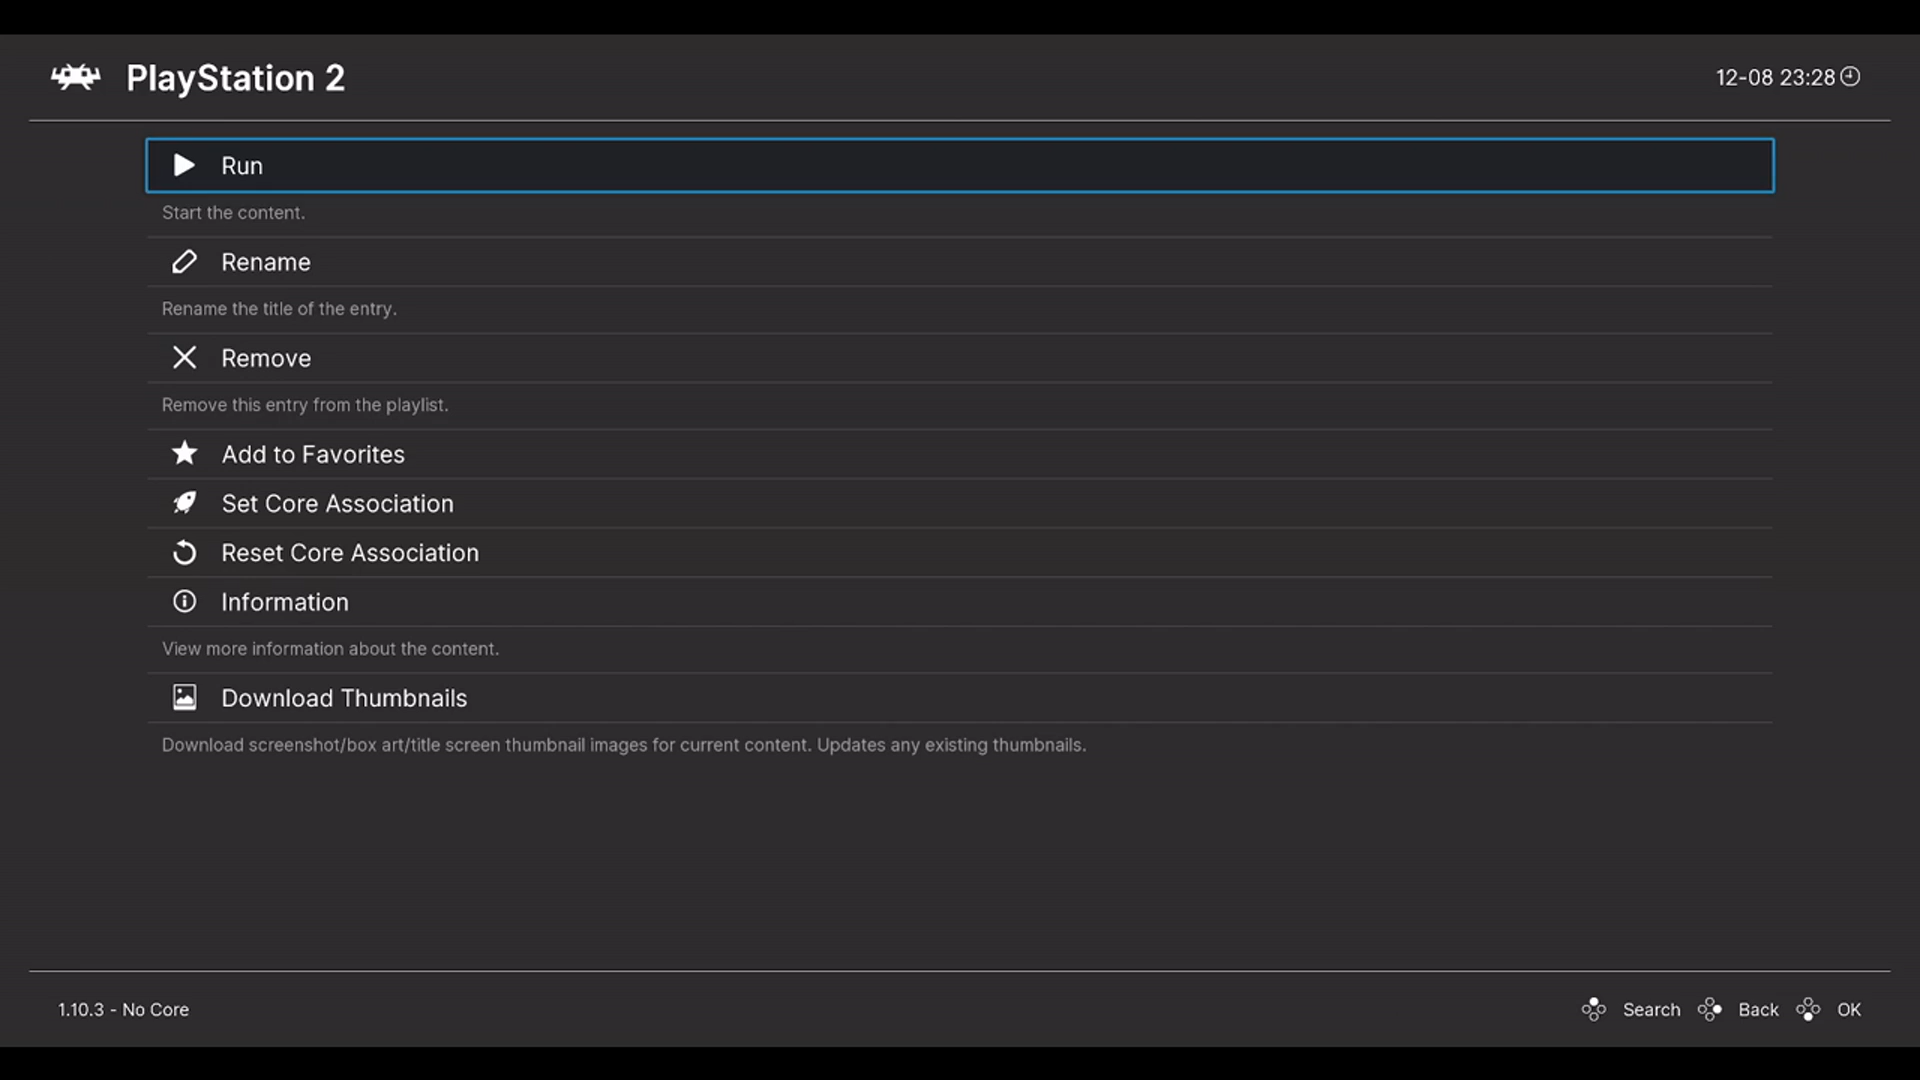 PlayStation 2
12-08 23:28
Run
Start the content.
Rename
Rename the title of the entry.
Remove
Remove this entry from the playlist.
Add to Favorites
Set Core Association
Reset Core Association
Information
View more information about the content.
Download Thumbnails
Download screenshot/box art/title screen thumbnail images for current content. Updates any existing thumbnails.
1.10.3 - No Core
Search Back OK